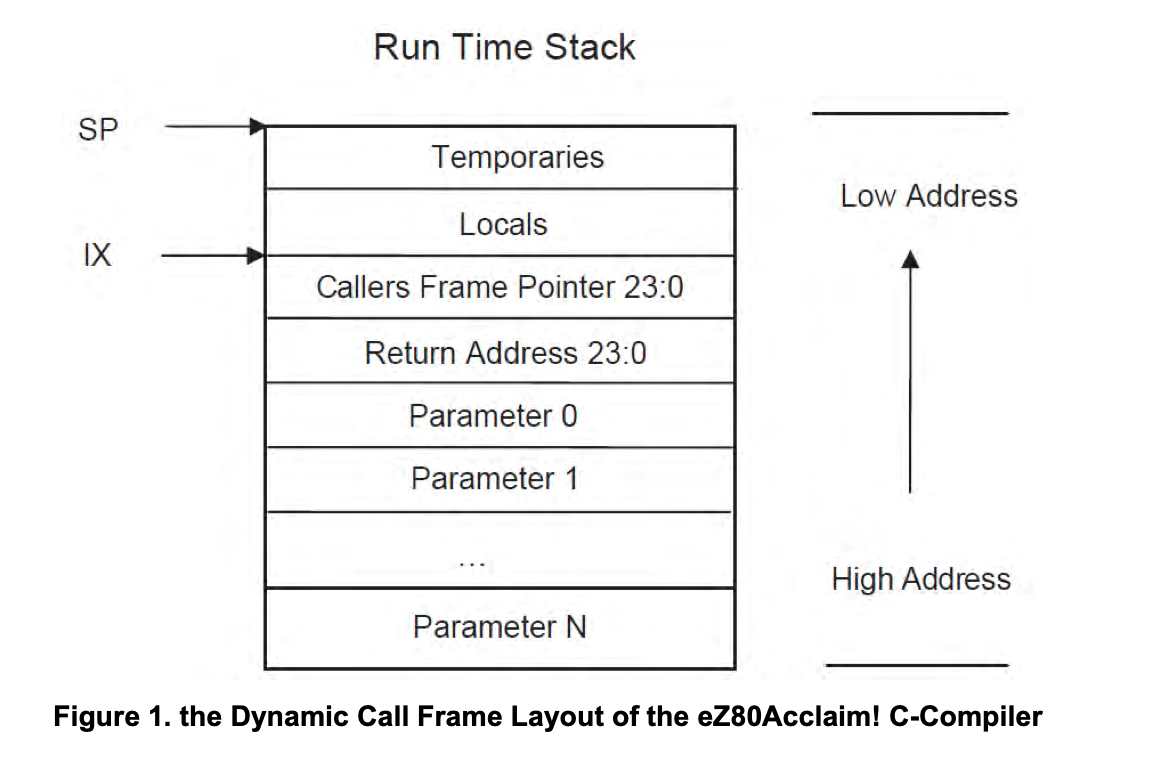 Run Time Stack
SP
Temporaries
Low Address
Locals
IX
Callers Frame Pointer 23:0
Return Address 23:0
Parameter 0
Parameter 1
...
High Address
Parameter N
Figure 1. the Dynamic Call Frame Layout of the eZ80Acclaim! C-Compiler